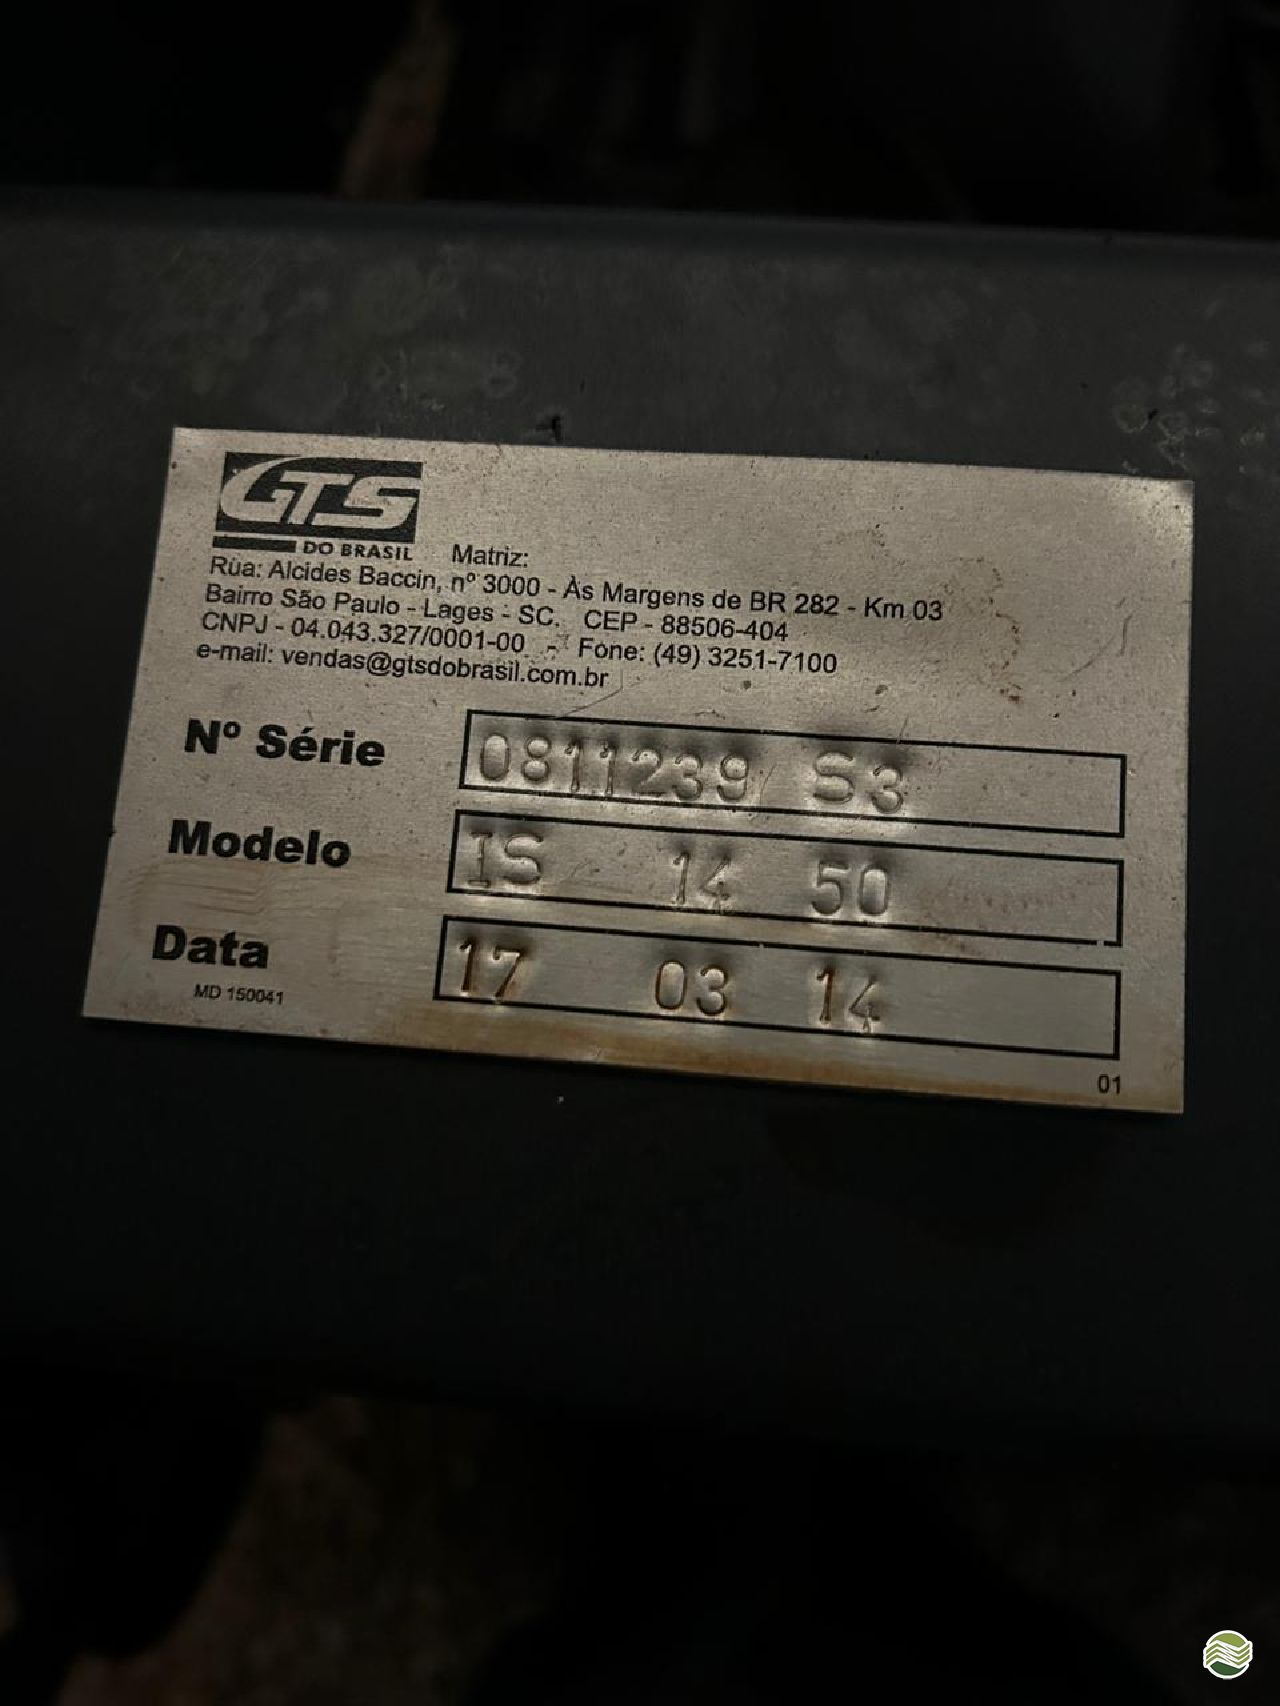 GTS
DO BRASIL
Matriz:
Rua: Alcides Baccin, nº 3000 - Às Margens de BR 282 - Km 03
Bairro São Paulo - Lages - SC. CEP - 88506-404
CNPJ - 04.043.327/0001-00 - Fone: (49) 3251-7100
e-mail: vendas@gtsdobrasil.com.br
Nº Série 0811239 S3
Modelo IS 14 50
Data 17 03 14
MD 150041
01